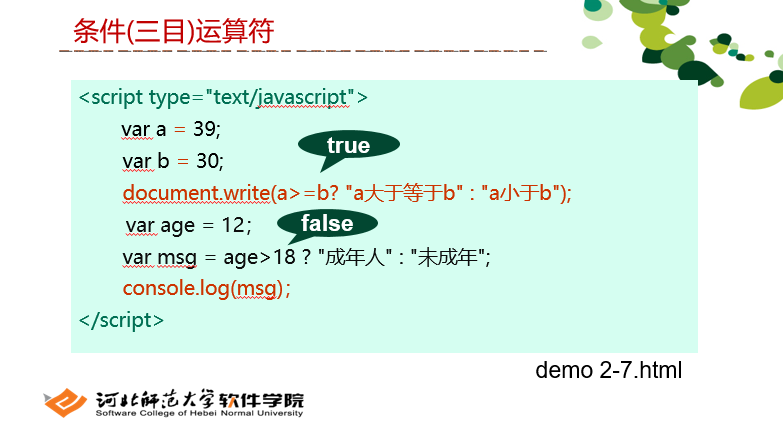 条件(三目)运算符
<script type="text/javascript">
var a = 39;
var b = 30;
true
document.write(a>=b? "a大于等于b" : "a小于b");
var age = 12；
false
var msg = age>18 ? "成年人" : "未成年";
console.log(msg)；
</script>
demo 2-7.html
河北师范大学软件学院
Software College of Hebei Normal University